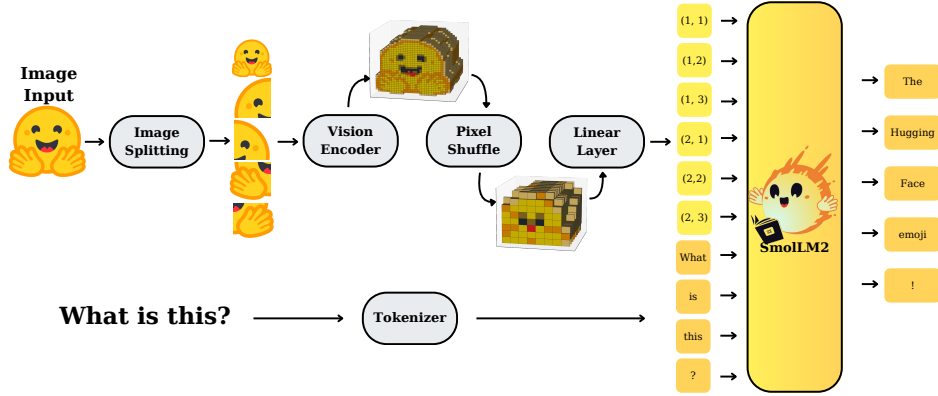 Image
Input
Image
Splitting
Vision
Encoder
Pixel
Shuffle
Linear
Layer
What is this?
Tokenizer
(1, 1)
(1,2)
(1, 3)
(2, 1)
(2,2)
(2, 3)
What
is
this
?
SmolLM2
The
Hugging
Face
emoji
!